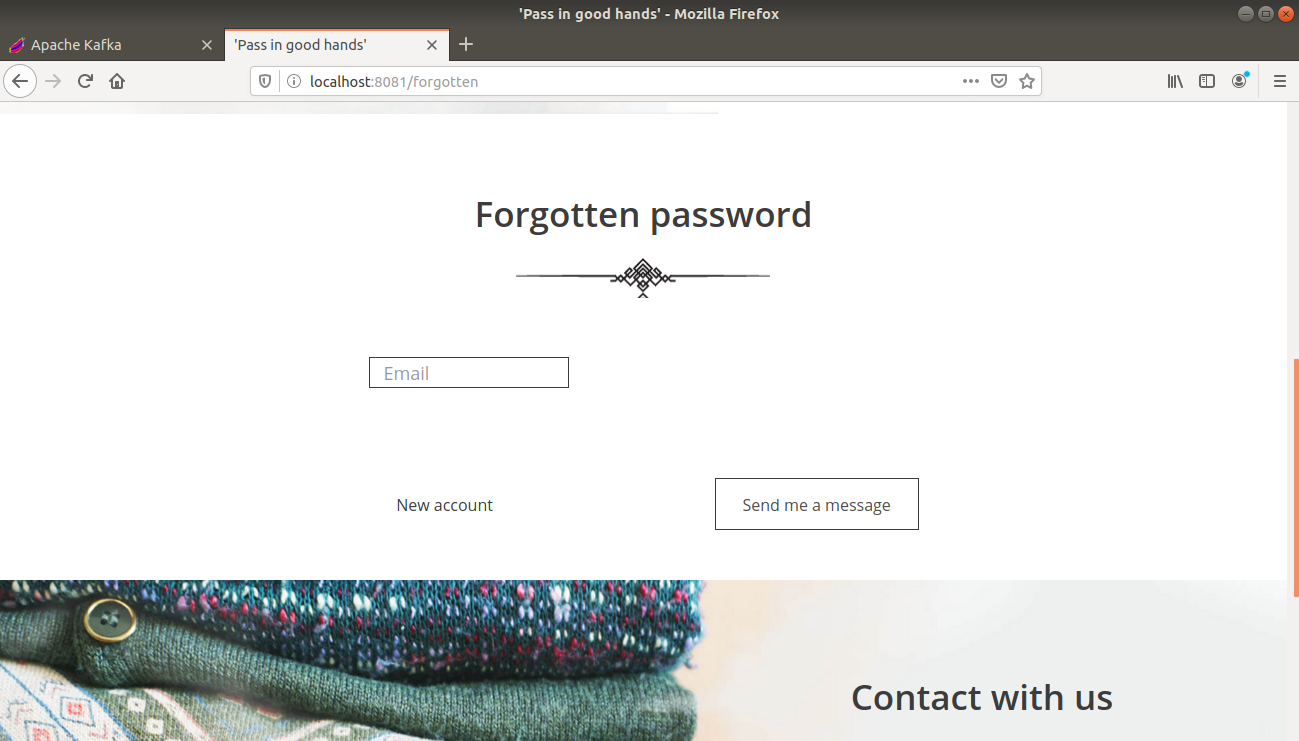 'Pass in good hands' - Mozilla Firefox
Apache Kafka
'Pass in good hands'
localhost:8081/forgotten
Forgotten password
Email
New account
Send me a message
Contact with us